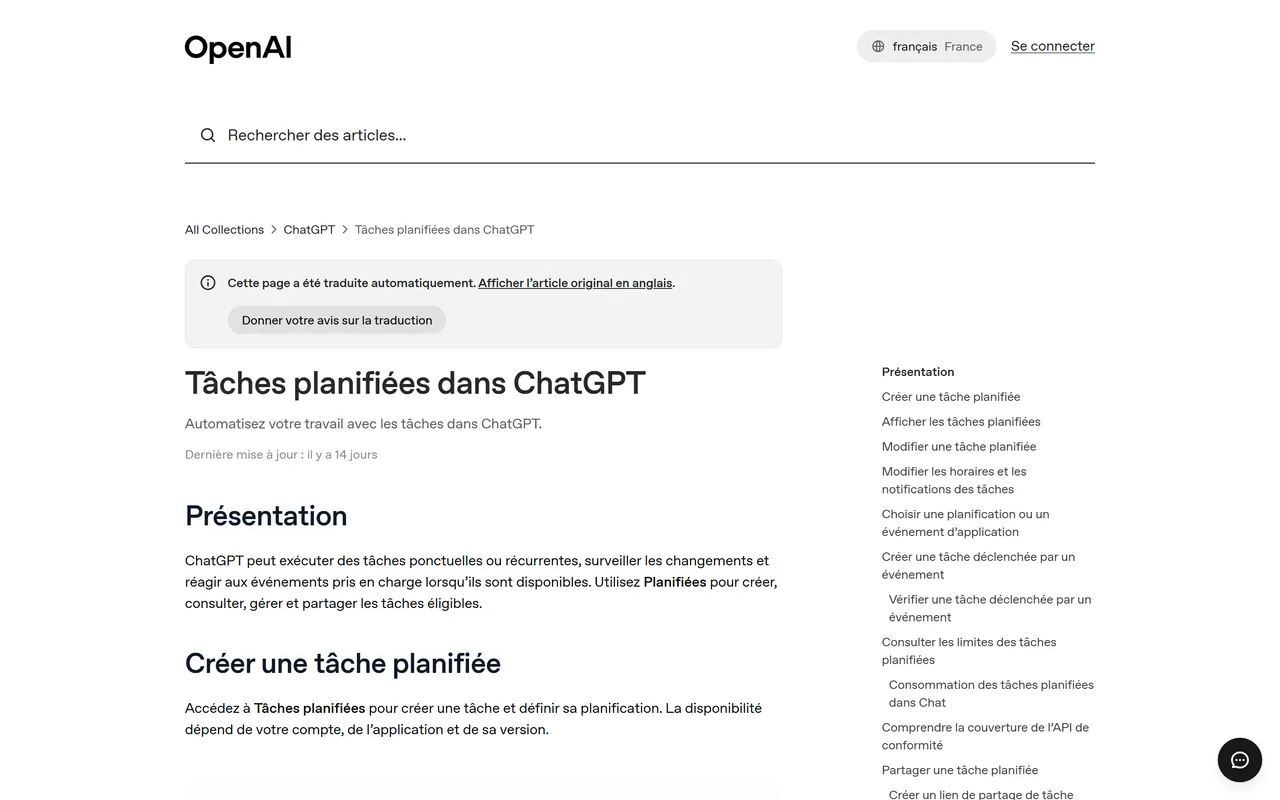 OpenAI
français France
Se connecter
Rechercher des articles...
All Collections > ChatGPT > Tâches planifiées dans ChatGPT
Cette page a été traduite automatiquement. Afficher l’article original en anglais.
Donner votre avis sur la traduction
Tâches planifiées dans ChatGPT
Automatisez votre travail avec les tâches dans ChatGPT.
Dernière mise à jour : il y a 14 jours
Présentation
ChatGPT peut exécuter des tâches ponctuelles ou récurrentes, surveiller les changements et
réagir aux événements pris en charge lorsqu’ils sont disponibles. Utilisez Planifiées pour créer,
consulter, gérer et partager les tâches éligibles.
Créer une tâche planifiée
Accédez à Tâches planifiées pour créer une tâche et définir sa planification. La disponibilité
dépend de votre compte, de l’application et de sa version.
Présentation
Créer une tâche planifiée
Afficher les tâches planifiées
Modifier une tâche planifiée
Modifier les horaires et les
notifications des tâches
Choisir une planification ou un
événement d’application
Créer une tâche déclenchée par un
événement
Vérifier une tâche déclenchée par un
événement
Consulter les limites des tâches
planifiées
Consommation des tâches planifiées
dans Chat
Comprendre la couverture de l’API de
conformité
Partager une tâche planifiée
Créer un lien de partage de tâche